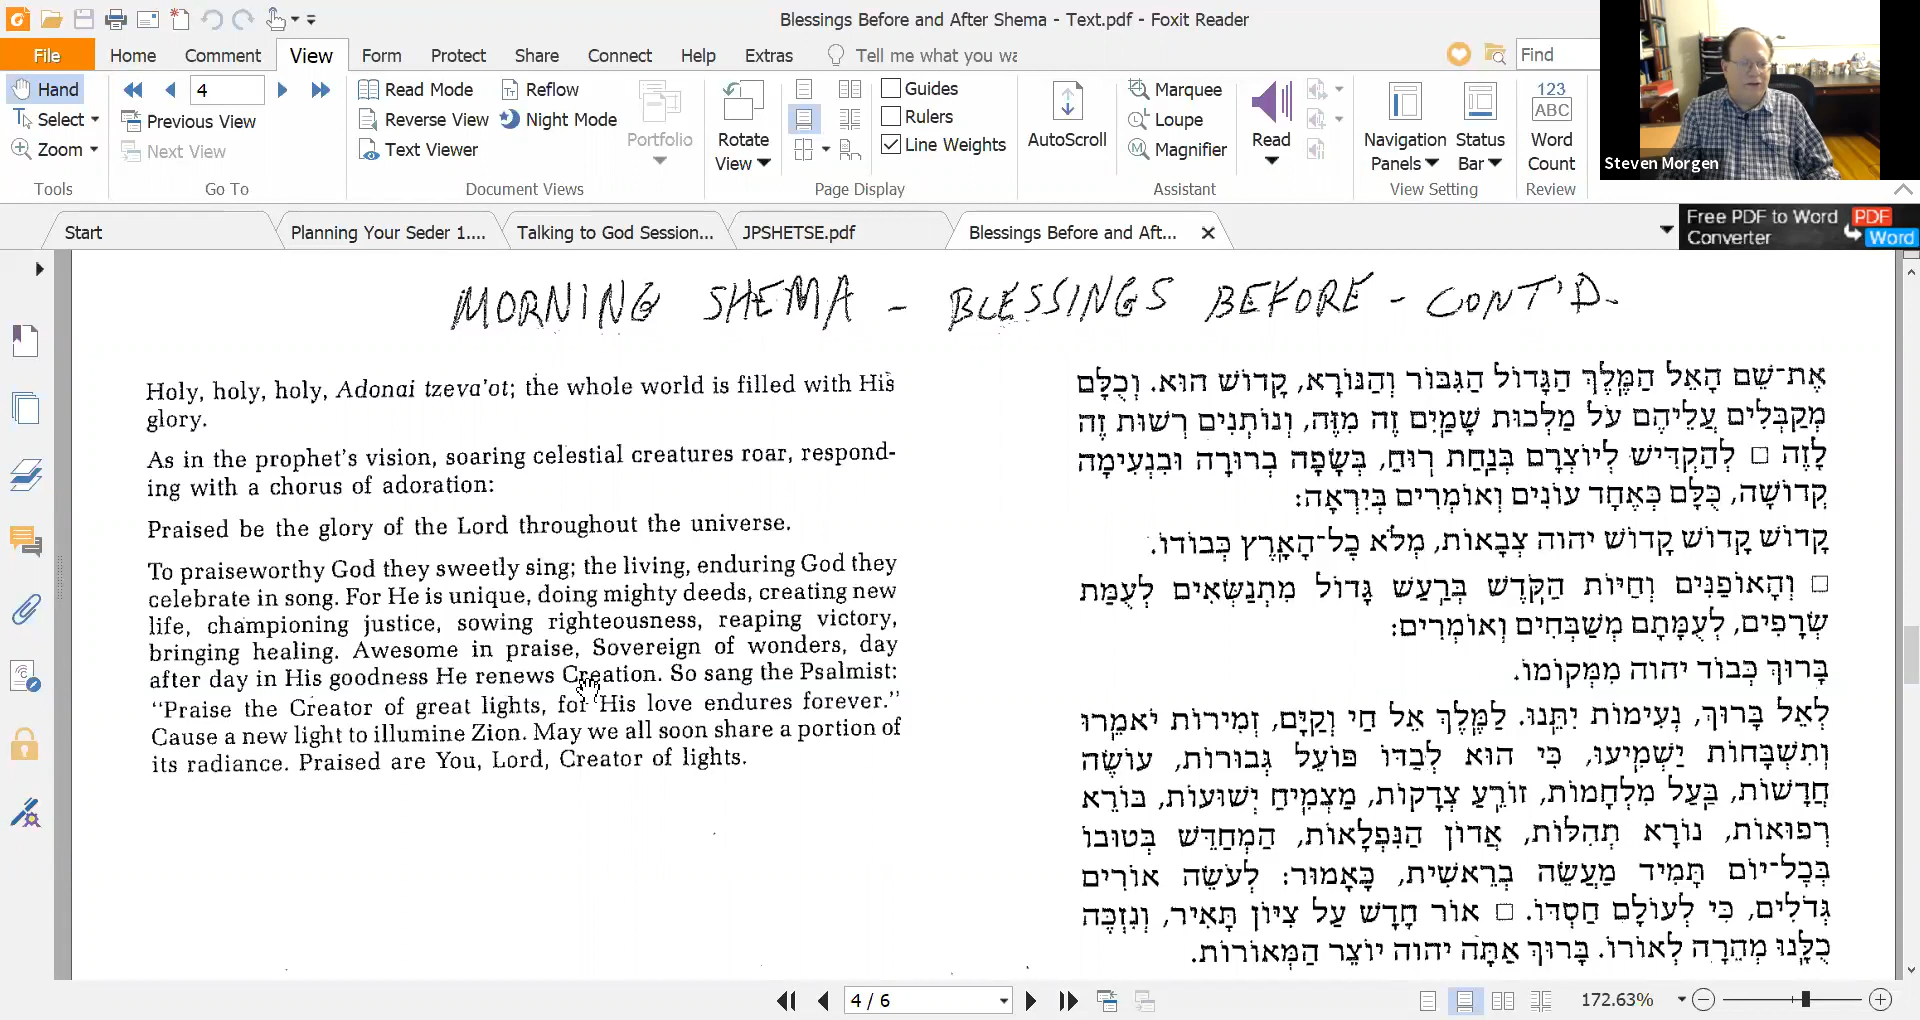 Blessings Before and After Shema - Text.pdf - Foxit Reader
File Home Comment View Form Protect Share Connect Help Extras Tell me what you wa Find
Hand 4 Read Mode Reflow Guides Marquee 123
Select Previous View Reverse View Night Mode Rulers Loupe ABC
Zoom Next View Text Viewer Portfolio Rotate View Line Weights AutoScroll Magnifier Read Navigation Panels Status Bar Word Count
Tools Go To Document Views Page Display Assistant View Setting Review
Steven Morgen
Start Planning Your Seder 1.... Talking to God Session... JPSHETSE.pdf Blessings Before and Aft...
Free PDF to Word Converter PDF Word
MORNING SHEMA - BLESSINGS BEFORE - CONT'D.
Holy, holy, holy, Adonai tzeva'ot; the whole world is filled with His
glory.
As in the prophet's vision, soaring celestial creatures roar, respond-
ing with a chorus of adoration:
Praised be the glory of the Lord throughout the universe.
To praiseworthy God they sweetly sing; the living, enduring God they
celebrate in song. For He is unique, doing mighty deeds, creating new
life, championing justice, sowing righteousness, reaping victory,
bringing healing. Awesome in praise, Sovereign of wonders, day
after day in His goodness He renews Creation. So sang the Psalmist:
"Praise the Creator of great lights, for His love endures forever."
Cause a new light to illumine Zion. May we all soon share a portion of
its radiance. Praised are You, Lord, Creator of lights.
אֶת־שֵׁם הָאֵל הַמֶּלֶךְ הַגָּדוֹל הַגִּבּוֹר וְהַנּוֹרָא, קָדוֹשׁ הוּא. וְכֻלָּם
מְקַבְּלִים עֲלֵיהֶם עֹל מַלְכוּת שָׁמַיִם זֶה מִזֶּה, וְנוֹתְנִים רְשׁוּת זֶה
לָזֶה □ לְהַקְדִּישׁ לְיוֹצְרָם בְּנַחַת רְוּחַ, בְּשָׂפָה בְרוּרָה וּבִנְעִימָה
קְדוֹשָׁה, כֻּלָּם כְּאֶחָד עוֹנִים וְאוֹמְרִים בְּיִרְאָה:
קָדוֹשׁ קָדוֹשׁ קָדוֹשׁ יהוה צְבָאוֹת, מְלֹא כָל־הָאָרֶץ כְּבוֹדוֹ.
□ וְהָאוֹפַנִּים וְחַיּוֹת הַקֹּדֶשׁ בְּרַעַשׁ גָּדוֹל מִתְנַשְּׂאִים לְעֻמַּת
שְׂרָפִים, לְעֻמָּתָם מְשַׁבְּחִים וְאוֹמְרִים:
בָּרוּךְ כְּבוֹד יהוה מִמְּקוֹמוֹ.
לְאֵל בָּרוּךְ, נְעִימוֹת יִתֵּנוּ. לַמֶּלֶךְ אֵל חַי וְקַיָּם, זְמִירוֹת יֹאמֵרוּ
וְתִשְׁבָּחוֹת יַשְׁמִיעוּ, כִּי הוּא לְבַדּוֹ פּוֹעֵל גְּבוּרוֹת, עוֹשֶׂה
חֲדָשׁוֹת, בַּעַל מִלְחָמוֹת, זוֹרֵעַ צְדָקוֹת, מַצְמִיחַ יְשׁוּעוֹת, בּוֹרֵא
רְפוּאוֹת, נוֹרָא תְהִלּוֹת, אֲדוֹן הַנִּפְלָאוֹת, הַמְחַדֵּשׁ בְּטוּבוֹ
בְּכָל־יוֹם תָּמִיד מַעֲשֵׂה בְרֵאשִׁית, כָּאָמוּר: לְעֹשֵׂה אוֹרִים
גְּדֹלִים, כִּי לְעוֹלָם חַסְדּוֹ. □ אוֹר חָדָשׁ עַל צִיּוֹן תָּאִיר, וְנִזְכֶּה
כֻלָּנוּ מְהֵרָה לְאוֹרוֹ. בָּרוּךְ אַתָּה יהוה יוֹצֵר הַמְּאוֹרוֹת.
4 / 6 172.63%